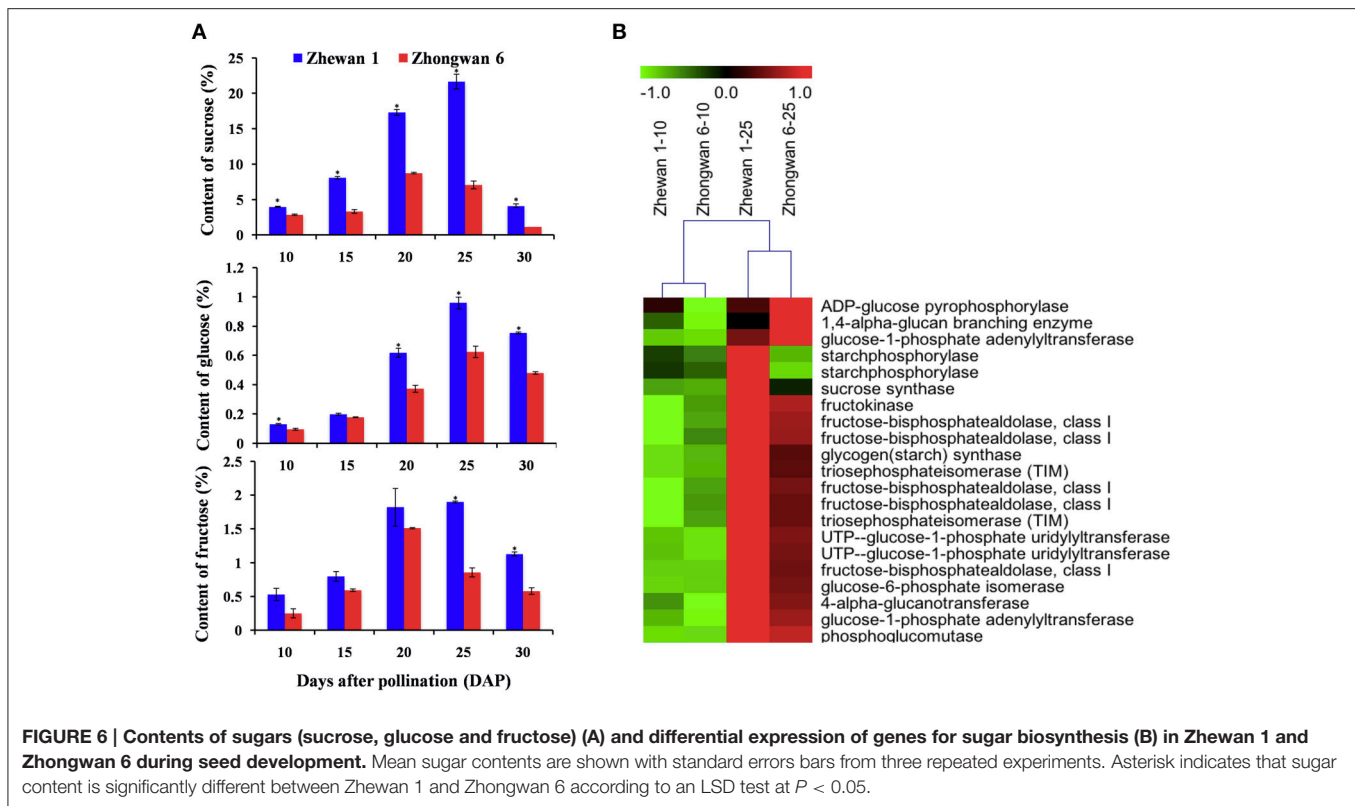 A
Zhewan 1 Zhongwan 6
Content of sucrose (%)
25
20
15
10
5
0
* * * * *
10 15 20 25 30
Content of glucose (%)
1.2
1
0.8
0.6
0.4
0.2
0
* * * *
10 15 20 25 30
Content of fructose (%)
2.5
2
1.5
1
0.5
0
* *
10 15 20 25 30
Days after pollination (DAP)
B
-1.0 0.0 1.0
Zhewan 1-10
Zhongwan 6-10
Zhewan 1-25
Zhongwan 6-25
ADP-glucose pyrophosphorylase
1,4-alpha-glucan branching enzyme
glucose-1-phosphate adenylyltransferase
starchphosphorylase
starchphosphorylase
sucrose synthase
fructokinase
fructose-bisphosphatealdolase, class I
fructose-bisphosphatealdolase, class I
glycogen(starch) synthase
triosephosphateisomerase (TIM)
fructose-bisphosphatealdolase, class I
fructose-bisphosphatealdolase, class I
triosephosphateisomerase (TIM)
UTP--glucose-1-phosphate uridylyltransferase
UTP--glucose-1-phosphate uridylyltransferase
fructose-bisphosphatealdolase, class I
glucose-6-phosphate isomerase
4-alpha-glucanotransferase
glucose-1-phosphate adenylyltransferase
phosphoglucomutase
FIGURE 6 | Contents of sugars (sucrose, glucose and fructose) (A) and differential expression of genes for sugar biosynthesis (B) in Zhewan 1 and
Zhongwan 6 during seed development. Mean sugar contents are shown with standard errors bars from three repeated experiments. Asterisk indicates that sugar
content is significantly different between Zhewan 1 and Zhongwan 6 according to an LSD test at P < 0.05.